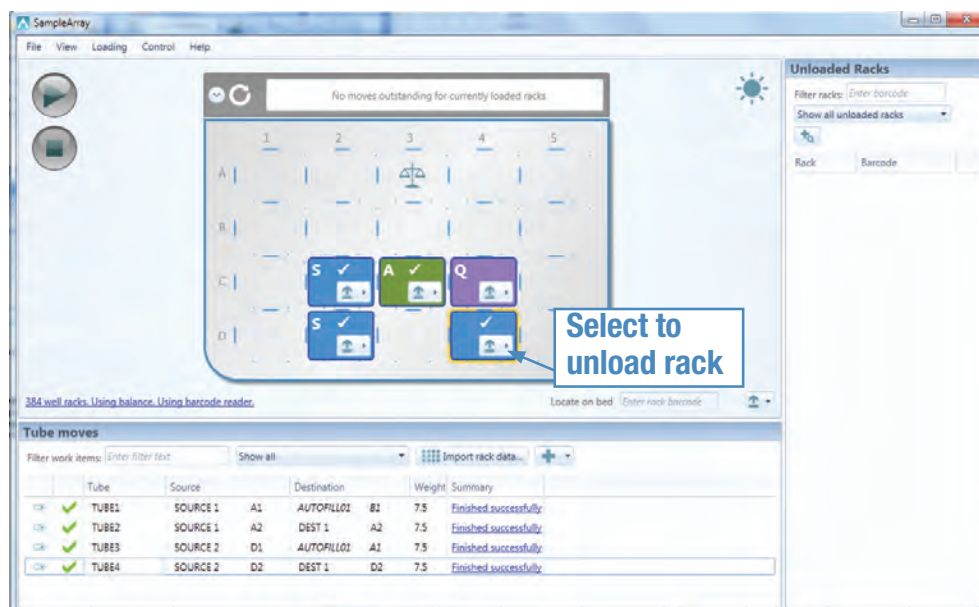 SampleArray
File View Loading Control Help
No moves outstanding for currently loaded racks
1 2 3 4 5
A
B
S A Q
C
S
D
Select to
unload rack
384 well racks. Using balance. Using barcode reader.
Locate on bed Enter rack barcode
Unloaded Racks
Filter racks: Enter barcode
Show all unloaded racks
Rack Barcode
Tube moves
Filter work items: Enter filter text Show all Import rack data...
Tube Source Destination Weight Summary
TUBE1 SOURCE 1 A1 AUTOFILL01 B1 7.5 Finished successfully
TUBE2 SOURCE 1 A2 DEST 1 A2 7.5 Finished successfully
TUBE3 SOURCE 2 D1 AUTOFILL01 A1 7.5 Finished successfully
TUBE4 SOURCE 2 D2 DEST 1 D2 7.5 Finished successfully